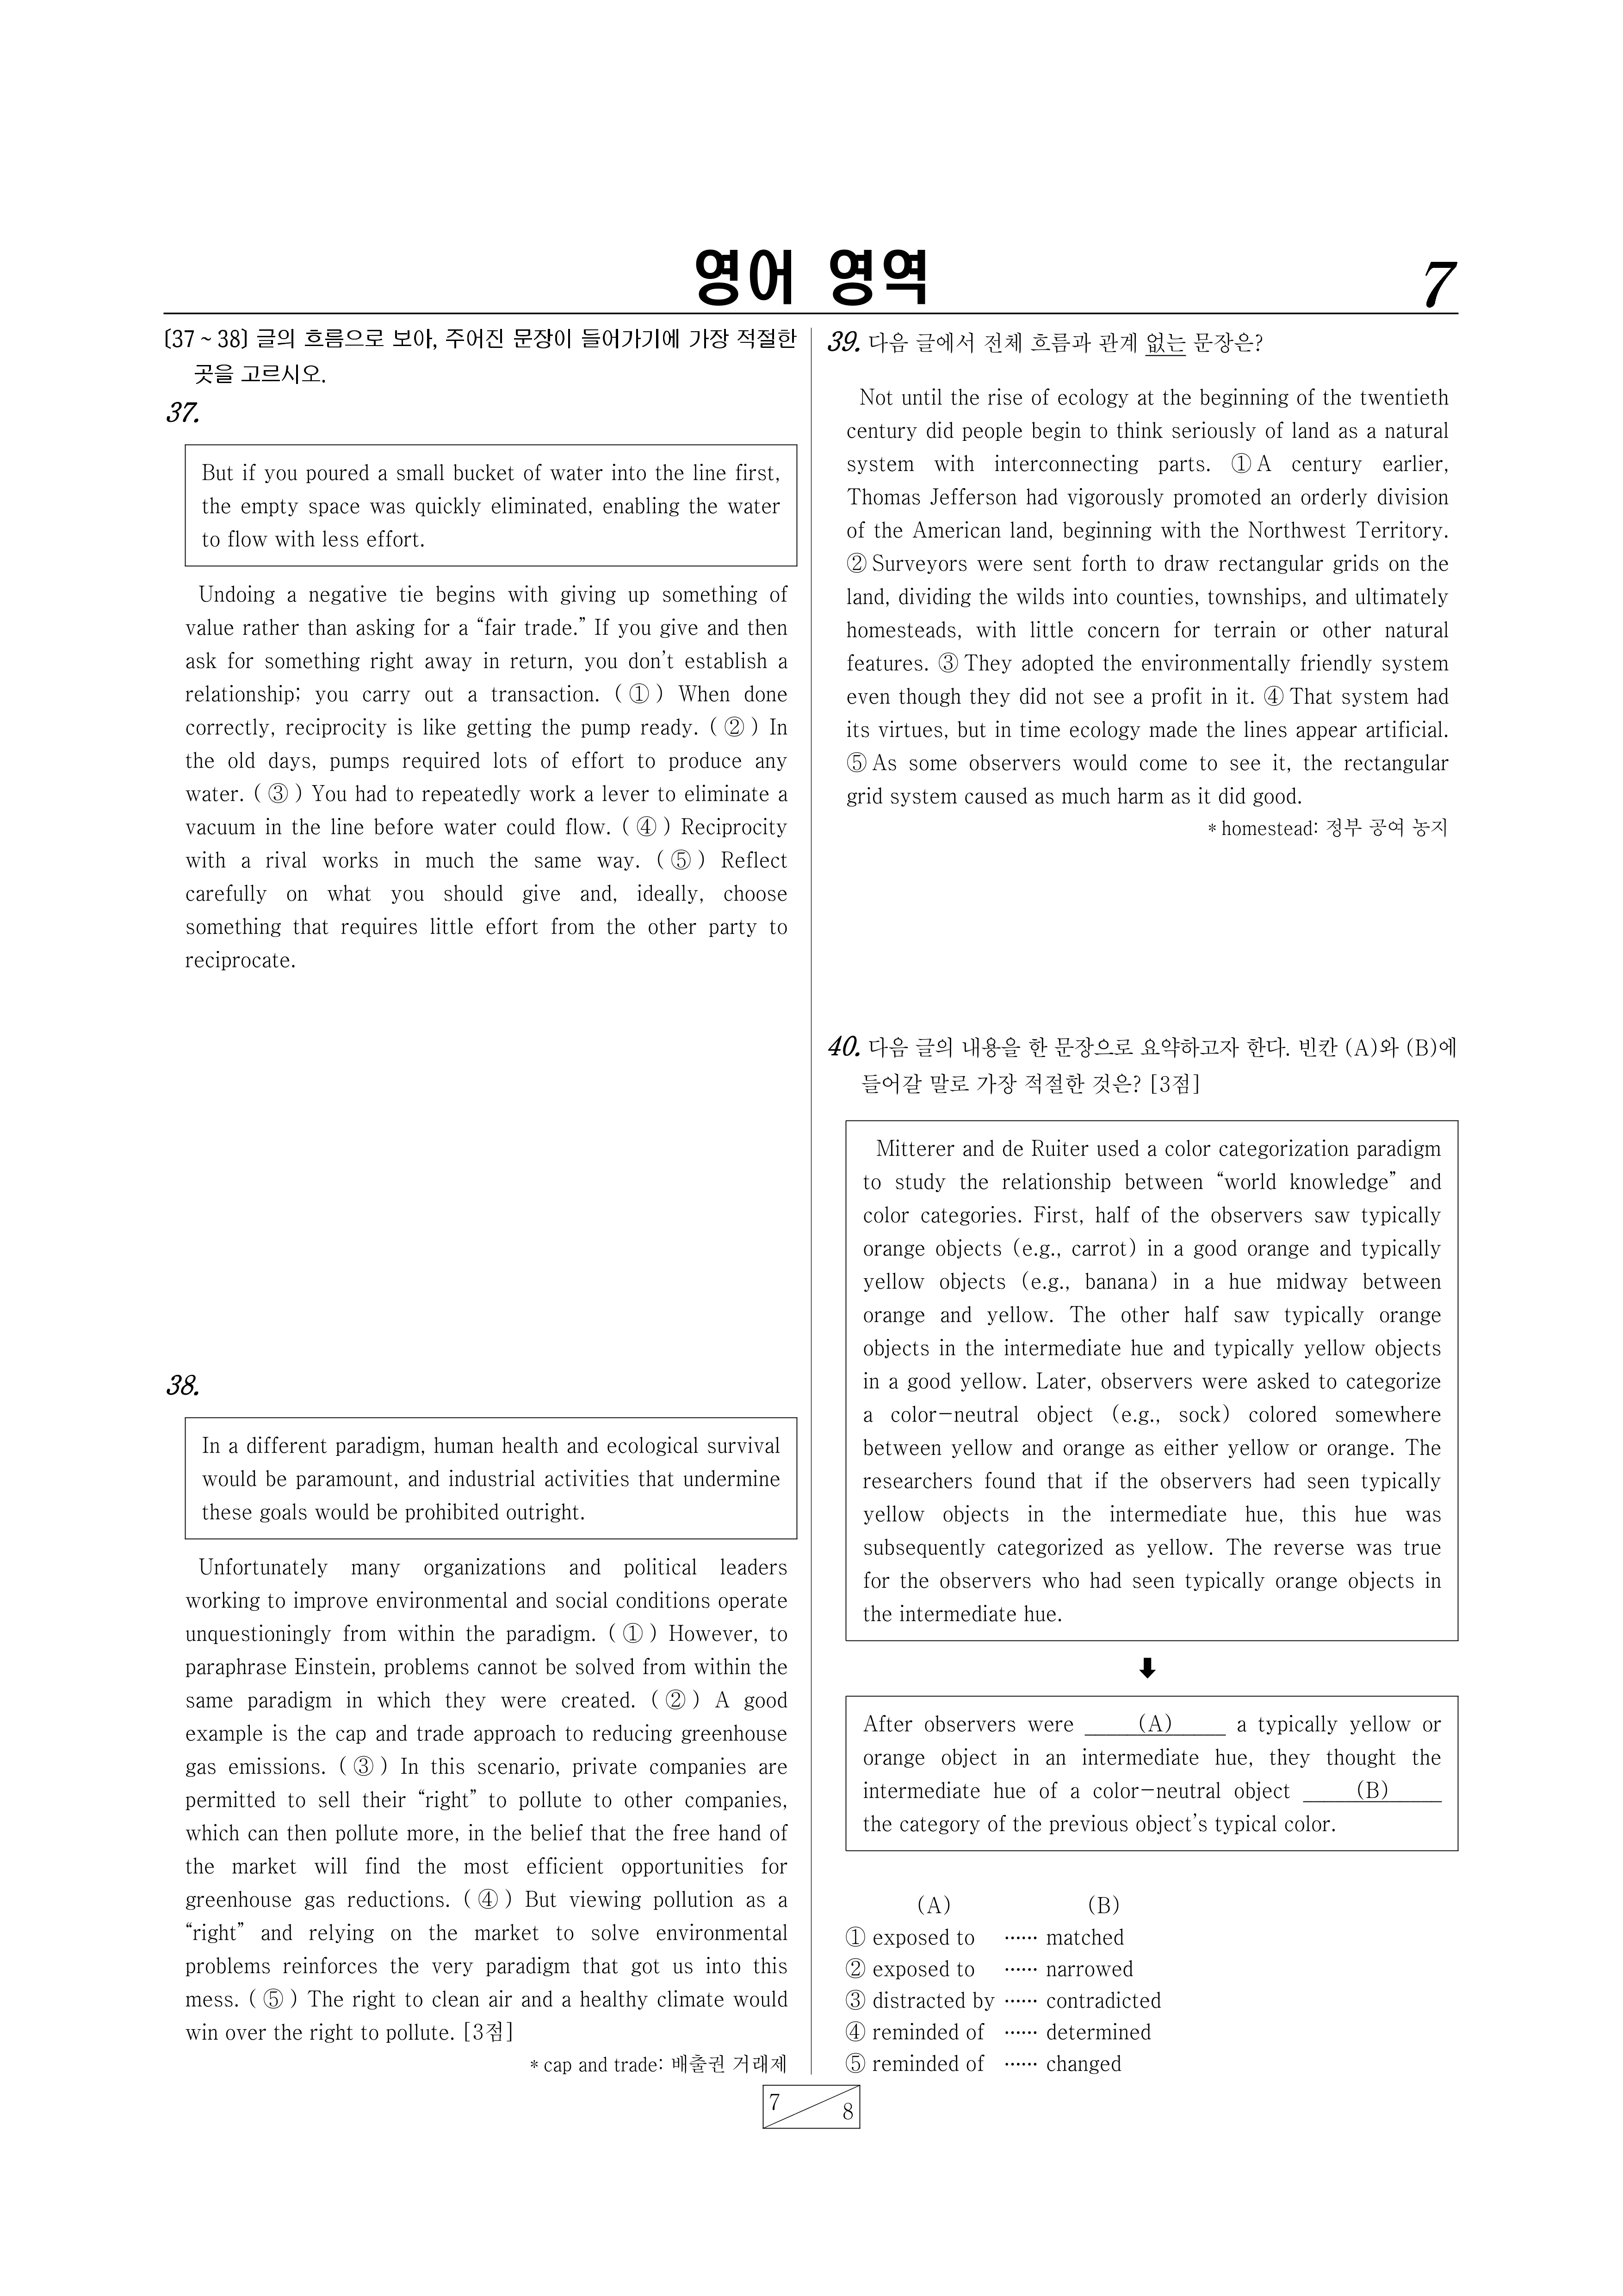 영어 영역
7
[37~38] 글의 흐름으로 보아, 주어진 문장이 들어가기에 가장 적절한
곳을 고르시오.
37.
But if you poured a small bucket of water into the line first,
the empty space was quickly eliminated, enabling the water
to flow with less effort.
Undoing a negative tie begins with giving up something of
value rather than asking for a “fair trade.” If you give and then
ask for something right away in return, you don’t establish a
relationship; you carry out a transaction. ( ① ) When done
correctly, reciprocity is like getting the pump ready. ( ② ) In
the old days, pumps required lots of effort to produce any
water. ( ③ ) You had to repeatedly work a lever to eliminate a
vacuum in the line before water could flow. ( ④ ) Reciprocity
with a rival works in much the same way. ( ⑤ ) Reflect
carefully on what you should give and, ideally, choose
something that requires little effort from the other party to
reciprocate.
38.
In a different paradigm, human health and ecological survival
would be paramount, and industrial activities that undermine
these goals would be prohibited outright.
Unfortunately many organizations and political leaders
working to improve environmental and social conditions operate
unquestioningly from within the paradigm. ( ① ) However, to
paraphrase Einstein, problems cannot be solved from within the
same paradigm in which they were created. ( ② ) A good
example is the cap and trade approach to reducing greenhouse
gas emissions. ( ③ ) In this scenario, private companies are
permitted to sell their “right” to pollute to other companies,
which can then pollute more, in the belief that the free hand of
the market will find the most efficient opportunities for
greenhouse gas reductions. ( ④ ) But viewing pollution as a
“right” and relying on the market to solve environmental
problems reinforces the very paradigm that got us into this
mess. ( ⑤ ) The right to clean air and a healthy climate would
win over the right to pollute. [3점]
* cap and trade: 배출권 거래제
39. 다음 글에서 전체 흐름과 관계 없는 문장은?
Not until the rise of ecology at the beginning of the twentieth
century did people begin to think seriously of land as a natural
system with interconnecting parts. ① A century earlier,
Thomas Jefferson had vigorously promoted an orderly division
of the American land, beginning with the Northwest Territory.
② Surveyors were sent forth to draw rectangular grids on the
land, dividing the wilds into counties, townships, and ultimately
homesteads, with little concern for terrain or other natural
features. ③ They adopted the environmentally friendly system
even though they did not see a profit in it. ④ That system had
its virtues, but in time ecology made the lines appear artificial.
⑤ As some observers would come to see it, the rectangular
grid system caused as much harm as it did good.
* homestead: 정부 공여 농지
40. 다음 글의 내용을 한 문장으로 요약하고자 한다. 빈칸 (A)와 (B)에
들어갈 말로 가장 적절한 것은? [3점]
Mitterer and de Ruiter used a color categorization paradigm
to study the relationship between “world knowledge” and
color categories. First, half of the observers saw typically
orange objects (e.g., carrot) in a good orange and typically
yellow objects (e.g., banana) in a hue midway between
orange and yellow. The other half saw typically orange
objects in the intermediate hue and typically yellow objects
in a good yellow. Later, observers were asked to categorize
a color-neutral object (e.g., sock) colored somewhere
between yellow and orange as either yellow or orange. The
researchers found that if the observers had seen typically
yellow objects in the intermediate hue, this hue was
subsequently categorized as yellow. The reverse was true
for the observers who had seen typically orange objects in
the intermediate hue.
After observers were (A) a typically yellow or
orange object in an intermediate hue, they thought the
intermediate hue of a color-neutral object (B)
the category of the previous object’s typical color.
(A) (B)
① exposed to ⋯⋯ matched
② exposed to ⋯⋯ narrowed
③ distracted by ⋯⋯ contradicted
④ reminded of ⋯⋯ determined
⑤ reminded of ⋯⋯ changed
7
8